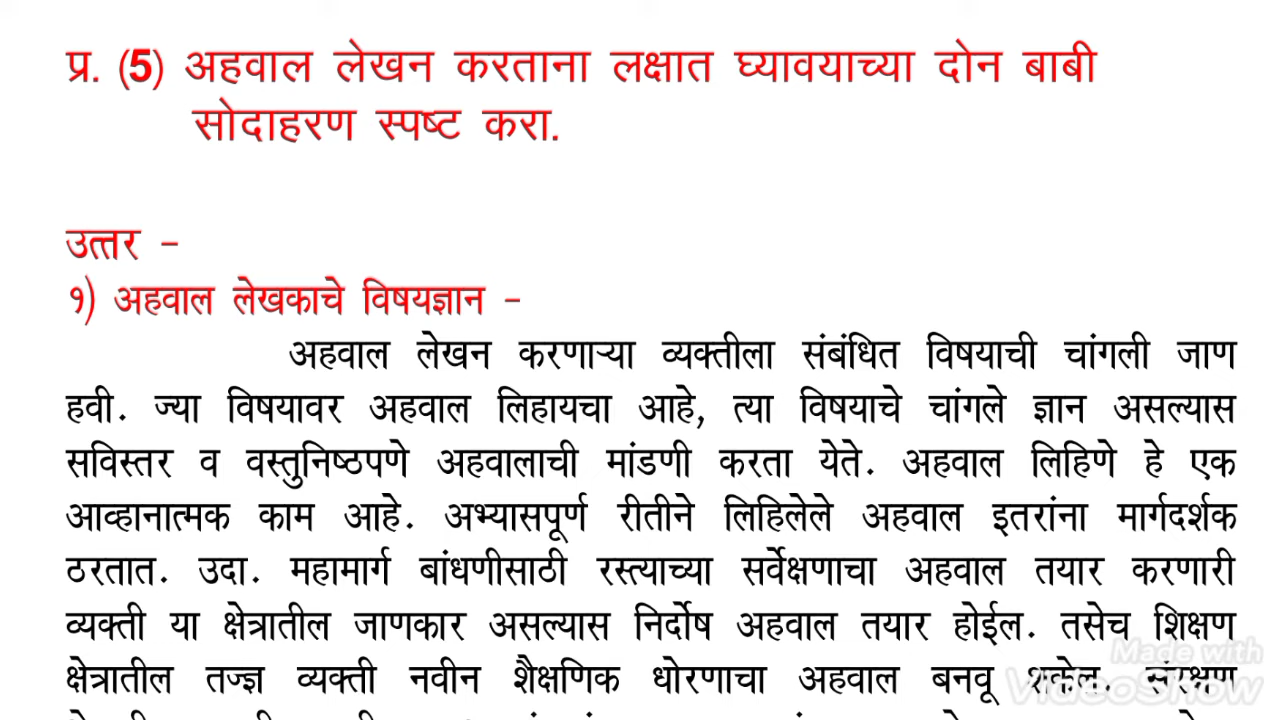 प्र. (5) अहवाल लेखन करताना लक्षात घ्यावयाच्या दोन बाबी
सोदाहरण स्पष्ट करा.
उत्तर –
१) अहवाल लेखकाचे विषयज्ञान –
अहवाल लेखन करणाऱ्या व्यक्तीला संबंधित विषयाची चांगली जाण
हवी. ज्या विषयावर अहवाल लिहायचा आहे, त्या विषयाचे चांगले ज्ञान असल्यास
सविस्तर व वस्तुनिष्ठपणे अहवालाची मांडणी करता येते. अहवाल लिहिणे हे एक
आव्हानात्मक काम आहे. अभ्यासपूर्ण रीतीने लिहिलेले अहवाल इतरांना मार्गदर्शक
ठरतात. उदा. महामार्ग बांधणीसाठी रस्त्याच्या सर्वेक्षणाचा अहवाल तयार करणारी
व्यक्ती या क्षेत्रातील जाणकार असल्यास निर्दोष अहवाल तयार होईल. तसेच शिक्षण
क्षेत्रातील तज्ज्ञ व्यक्ती नवीन शैक्षणिक धोरणाचा अहवाल बनवू शकेल. संरक्षण
Made with
VideoShow